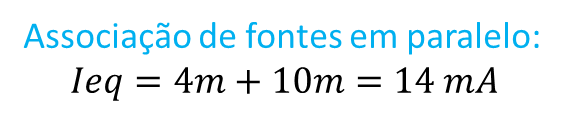 Associação de fontes em paralelo:
Ieq = 4m + 10m = 14 mA